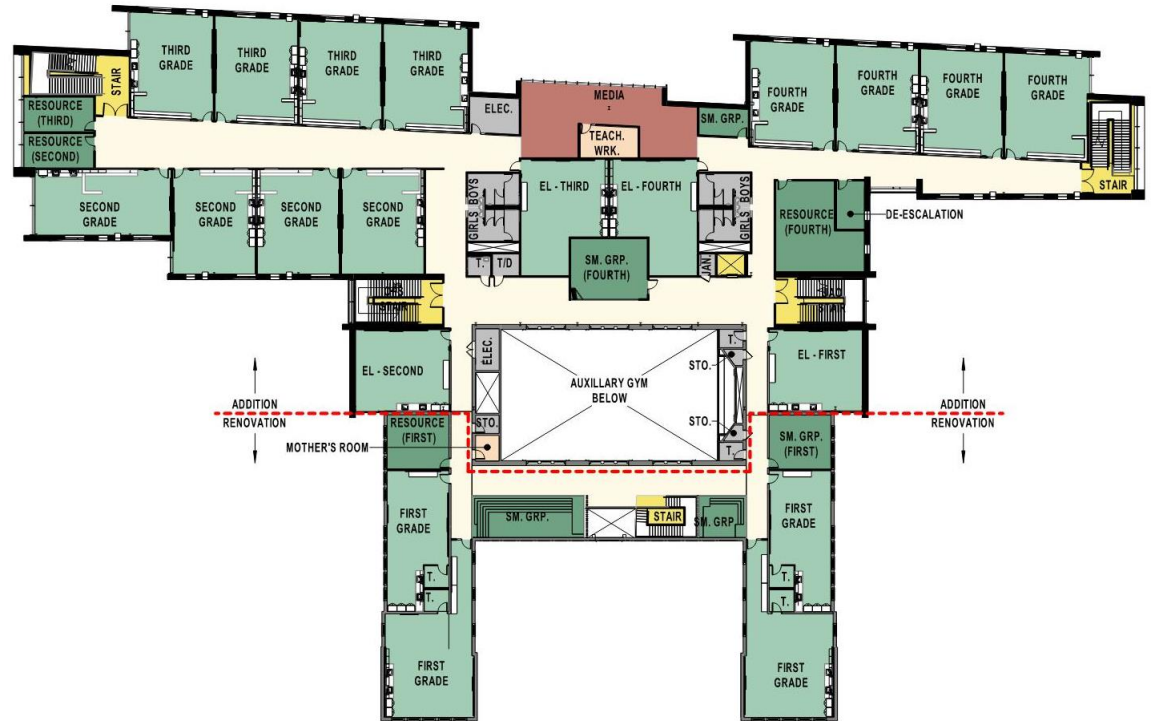 THIRD
GRADE
THIRD
GRADE
THIRD
GRADE
THIRD
GRADE
STAIR
RESOURCE
(THIRD)
RESOURCE
(SECOND)
ELEC.
MEDIA
TEACH.
WRK.
SM. GRP.
FOURTH
GRADE
FOURTH
GRADE
FOURTH
GRADE
FOURTH
GRADE
STAIR
SECOND
GRADE
SECOND
GRADE
SECOND
GRADE
SECOND
GRADE
BOYS
GIRLS
EL - THIRD
EL - FOURTH
BOYS
GIRLS
RESOURCE
(FOURTH)
DE-ESCALATION
T.
T/D
SM. GRP.
(FOURTH)
JAN.
STAIR
STAIR
EL - SECOND
ELEC.
AUXILLARY GYM
BELOW
T.
STO.
EL - FIRST
ADDITION
RENOVATION
STO.
STO.
T.
ADDITION
RENOVATION
RESOURCE
(FIRST)
MOTHER'S ROOM
SM. GRP.
(FIRST)
FIRST
GRADE
SM. GRP.
STAIR
SM. GRP.
FIRST
GRADE
T.
T.
T.
T.
FIRST
GRADE
FIRST
GRADE